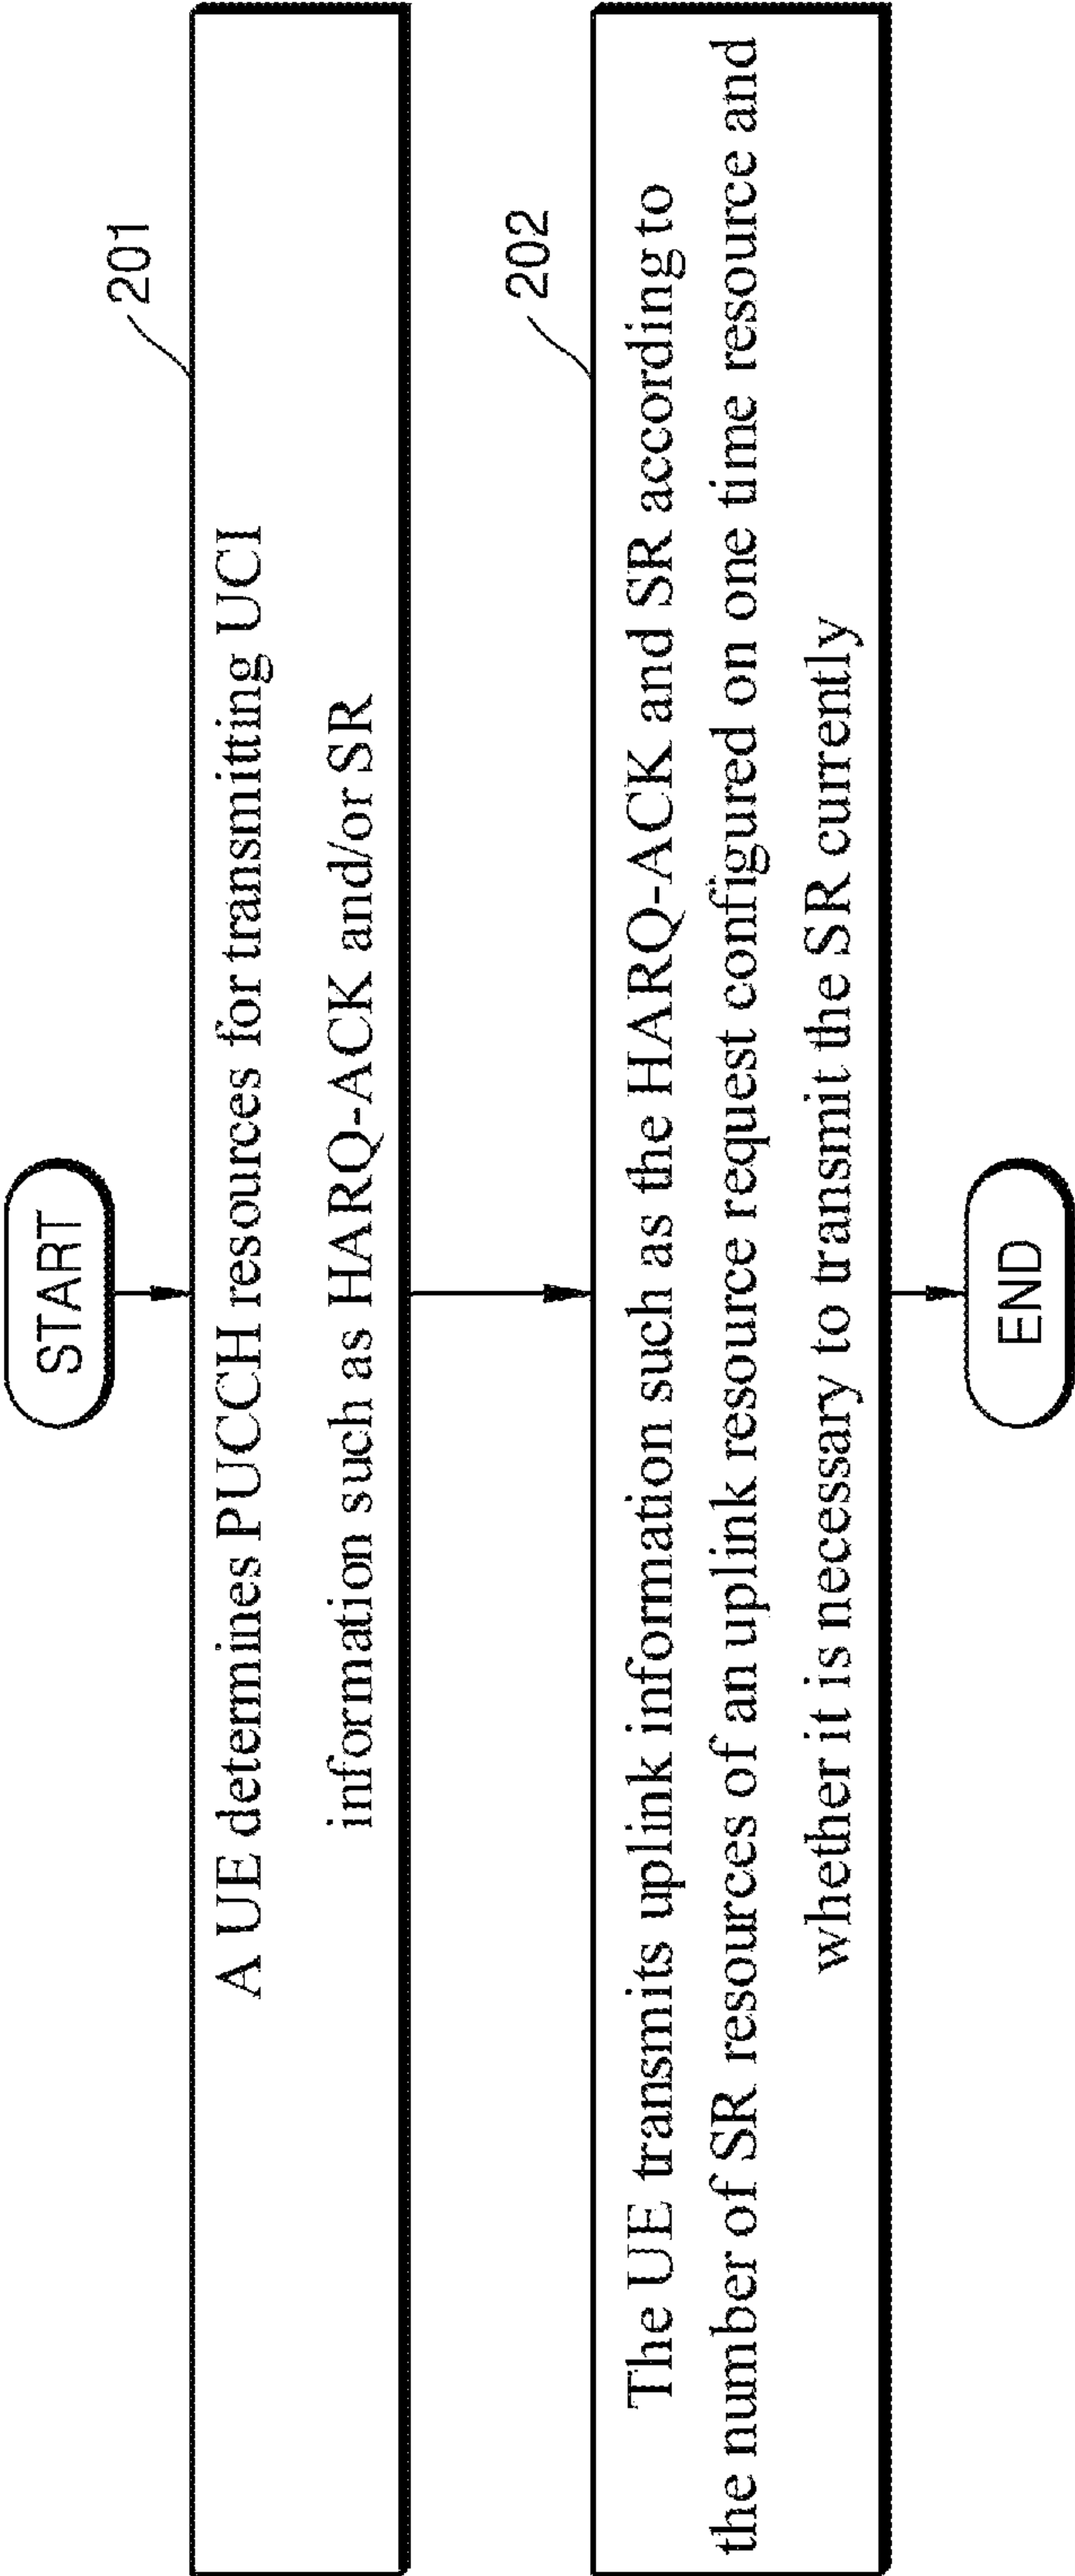 START
201
A UE determines PUCCH resources for transmitting UCI
information such as HARQ-ACK and/or SR
202
The UE transmits uplink information such as the HARQ-ACK and SR according to
the number of SR resources of an uplink resource request configured on one time resource and
whether it is necessary to transmit the SR currently
END